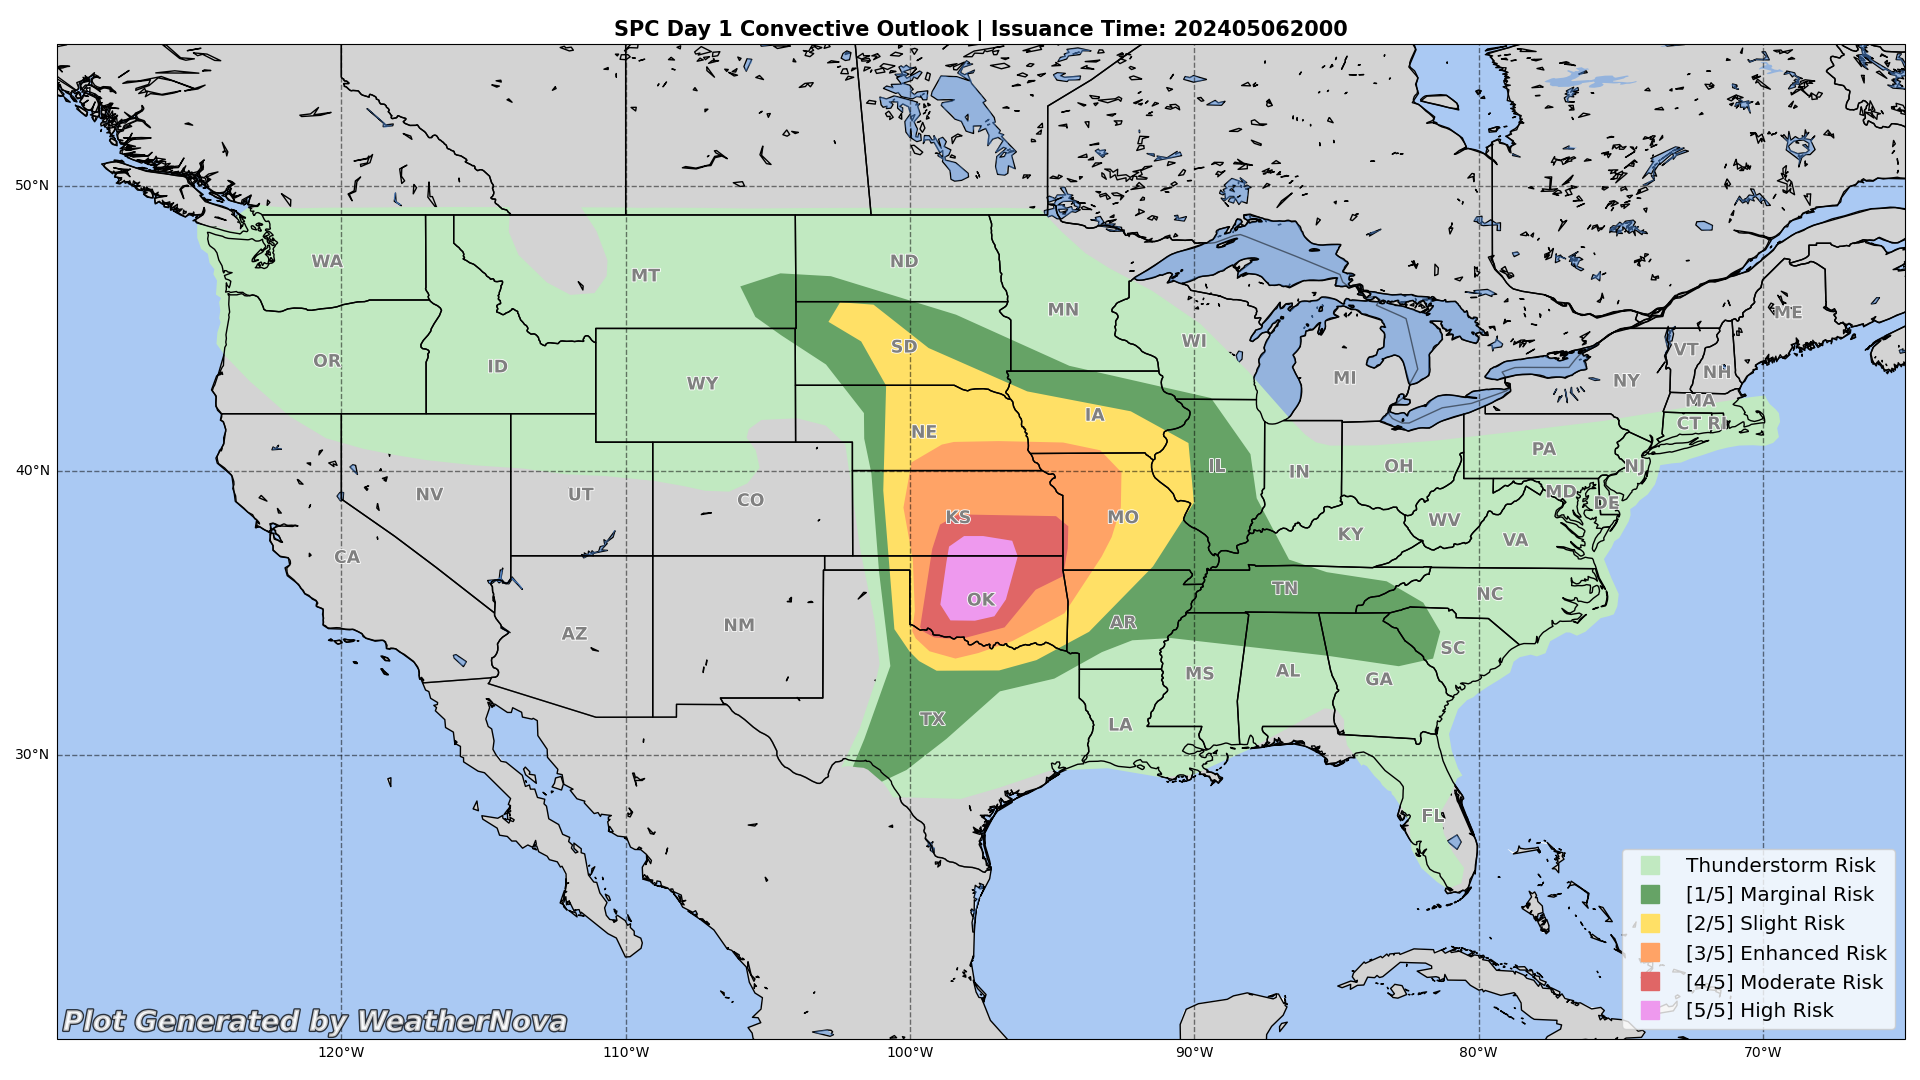 SPC Day 1 Convective Outlook | Issuance Time: 202405062000
50°N
40°N
30°N
WA
MT
ND
MN
ME
OR
ID
WY
SD
WI
MI
VT
NY
NH
MA
CT RI
NE
IA
PA
NV
UT
CO
IL
IN
OH
NJ
MD
DE
KS
MO
KY
WV
VA
CA
OK
TN
NC
AZ
NM
AR
SC
MS
AL
GA
TX
LA
FL
Thunderstorm Risk
[1/5] Marginal Risk
[2/5] Slight Risk
[3/5] Enhanced Risk
[4/5] Moderate Risk
[5/5] High Risk
Plot Generated by WeatherNova
120°W 110°W 100°W 90°W 80°W 70°W